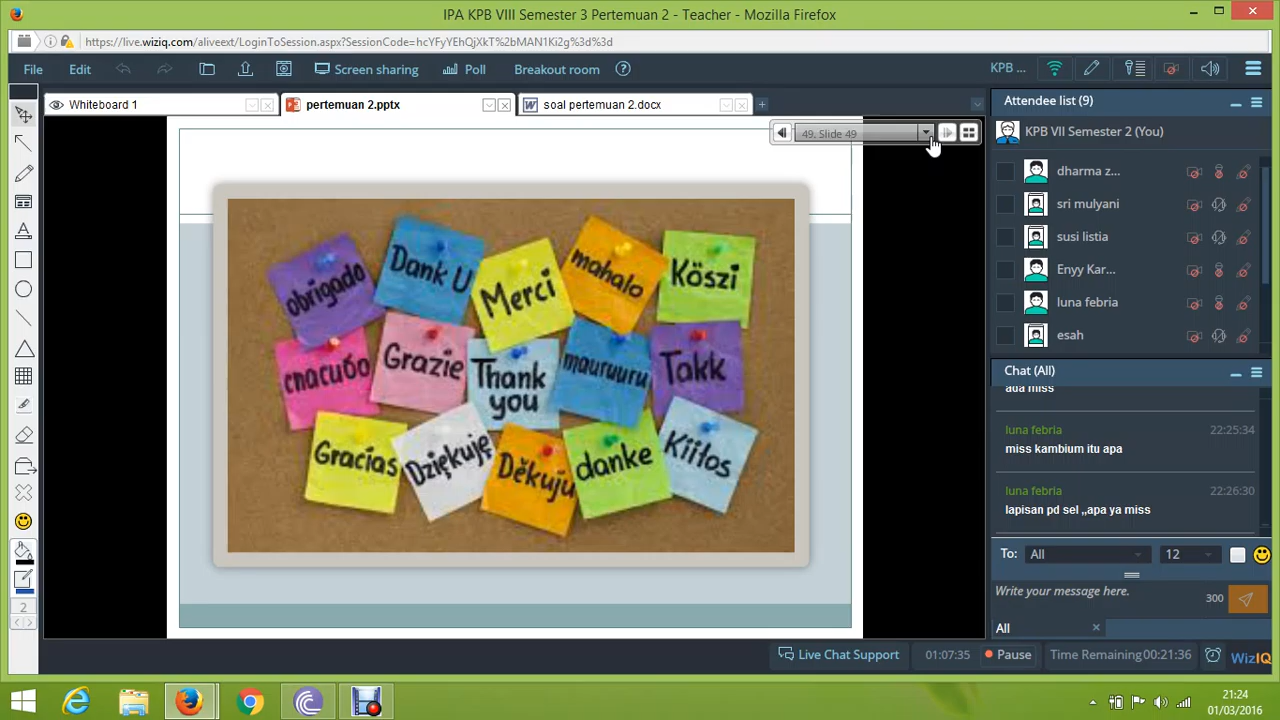 IPA KPB VIII Semester 3 Pertemuan 2 - Teacher - Mozilla Firefox
https://live.wiziq.com/aliveext/LoginToSession.aspx?SessionCode=hcYFyYEhQjXkT%2bMAN1Ki2g%3d%3d
File Edit Screen sharing Poll Breakout room ? KPB ...
Whiteboard 1 pertemuan 2.pptx soal pertemuan 2.docx
49. Slide 49
obrigado Dank U Merci mahalo Köszi
спасибо Grazie Thank you mauruuru Takk
Gracias Dziękuję Děkuju danke Kiitos
2
Attendee list (9)
KPB VII Semester 2 (You)
dharma z...
sri mulyani
susi listia
Enyy Kar...
luna febria
esah
Chat (All)
ada miss
luna febria 22:25:34
miss kambium itu apa
luna febria 22:26:30
lapisan pd sel ,,apa ya miss
To: All 12
Write your message here. 300
All
Live Chat Support 01:07:35 Pause Time Remaining 00:21:36 WizIQ
21:24
01/03/2016